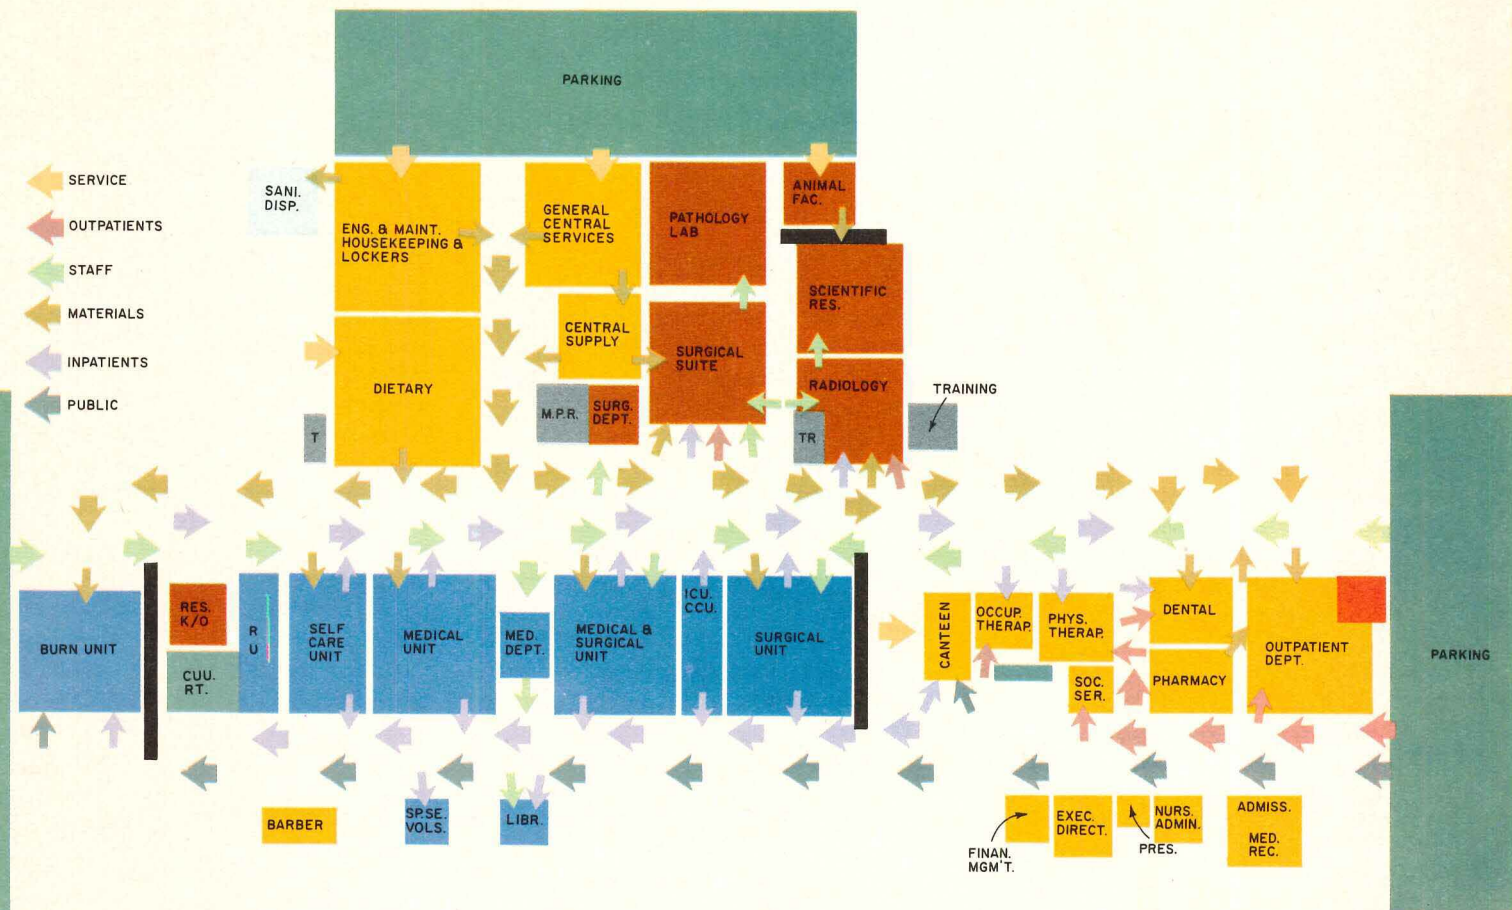 PARKING
SERVICE
OUTPATIENTS
STAFF
MATERIALS
INPATIENTS
PUBLIC
SANI.
DISP.
ENG. & MAINT.
HOUSEKEEPING &
LOCKERS
GENERAL
CENTRAL
SERVICES
PATHOLOGY
LAB
ANIMAL
FAC.
SCIENTIFIC
RES.
CENTRAL
SUPPLY
SURGICAL
SUITE
DIETARY
RADIOLOGY
TRAINING
M.P.R.
SURG.
DEPT.
T
TR
BURN UNIT
RES.
K/O
CUU.
RT.
R
U
SELF
CARE
UNIT
MEDICAL
UNIT
MED.
DEPT.
MEDICAL &
SURGICAL
UNIT
ICU.
CCU.
SURGICAL
UNIT
CANTEEN
OCCUP.
THERAP.
PHYS.
THERAP.
SOC.
SER.
DENTAL
PHARMACY
OUTPATIENT
DEPT.
PARKING
BARBER
SP.SE.
VOLS.
LIBR.
FINAN.
MGM'T.
EXEC.
DIRECT.
PRES.
NURS.
ADMIN.
ADMISS.
MED.
REC.